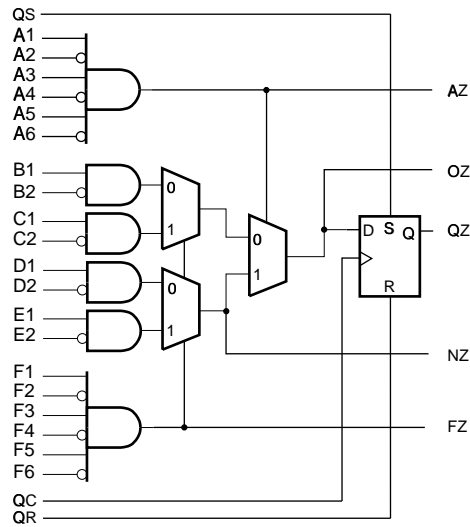 QS
A1
A2
A3
A4
A5
A6
AZ
B1
B2
0
1
C1
C2
D1
D2
0
1
E1
E2
0
1
OZ
D S Q
R
QZ
NZ
F1
F2
F3
F4
F5
F6
FZ
QC
QR